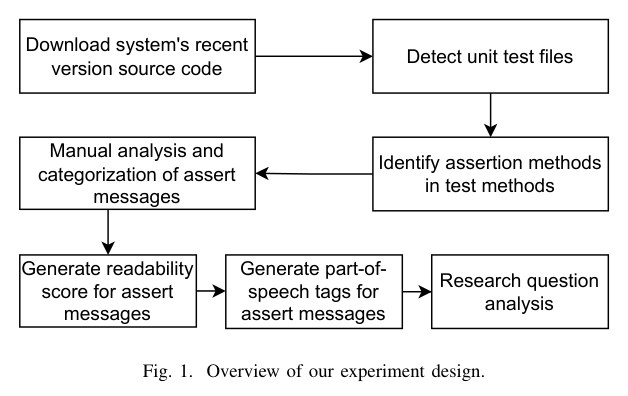 Download system's recent
version source code
Detect unit test files
Identify assertion methods
in test methods
Manual analysis and
categorization of assert
messages
Generate readability
score for assert
messages
Generate part-of-
speech tags for
assert messages
Research question
analysis
Fig. 1. Overview of our experiment design.